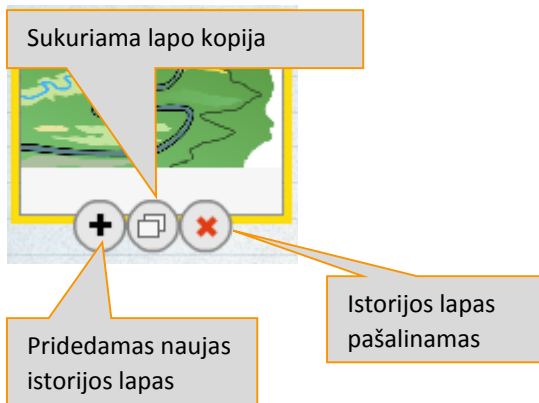 Sukuriama lapo kopija
Istorijos lapas
pašalinamas
Pridedamas naujas
istorijos lapas